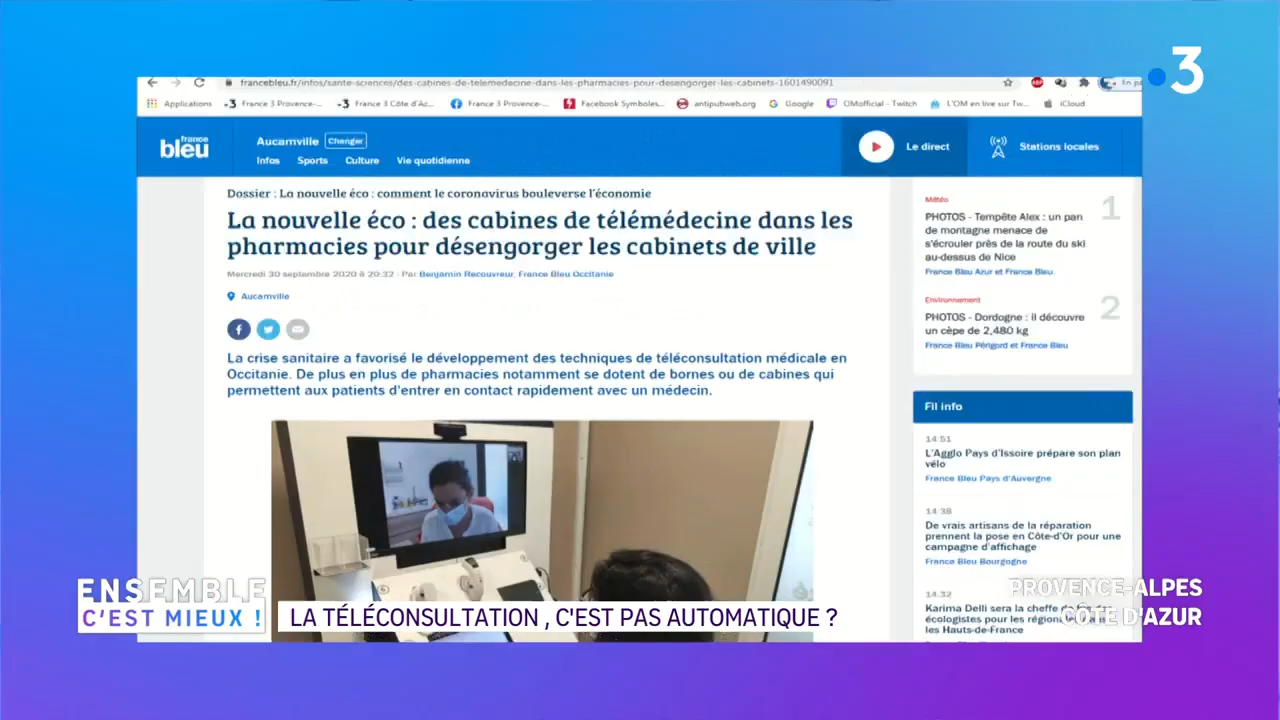 3
francebleu.fr/infos/sante-sciences/des-cabines-de-telemedecine-dans-les-pharmacies-pour-desengorger-les-cabinets-1601490091
En pa
Applications
France 3 Provence-...
France 3 Côte d'Az...
France 3 Provence-...
Facebook Symboles...
antipubweb.org
Google
OMofficial - Twitch
L'OM en live sur Tw...
iCloud
france
bleu
Aucamville Changer
Infos Sports Culture Vie quotidienne
Le direct
Stations locales
Dossier : La nouvelle éco : comment le coronavirus bouleverse l'économie
La nouvelle éco : des cabines de télémédecine dans les
pharmacies pour désengorger les cabinets de ville
Mercredi 30 septembre 2020 à 20:32 - Par Benjamin Recouvreur, France Bleu Occitanie
Aucamville
La crise sanitaire a favorisé le développement des techniques de téléconsultation médicale en
Occitanie. De plus en plus de pharmacies notamment se dotent de bornes ou de cabines qui
permettent aux patients d'entrer en contact rapidement avec un médecin.
Météo
1
PHOTOS - Tempête Alex : un pan
de montagne menace de
s'écrouler près de la route du ski
au-dessus de Nice
France Bleu Azur et France Bleu
Environnement
2
PHOTOS - Dordogne : il découvre
un cèpe de 2,480 kg
France Bleu Périgord et France Bleu
Fil info
14:51
L'Agglo Pays d'Issoire prépare son plan
vélo
France Bleu Pays d'Auvergne
14:38
De vrais artisans de la réparation
prennent la pose en Côte-d'Or pour une
campagne d'affichage
France Bleu Bourgogne
14:32
Karima Delli sera la cheffe
écologistes pour les
les Hauts-de-France
ENSEMBLE
C'EST MIEUX !
LA TÉLÉCONSULTATION , C'EST PAS AUTOMATIQUE ?
PROVENCE-ALPES
CÔTE D'AZUR